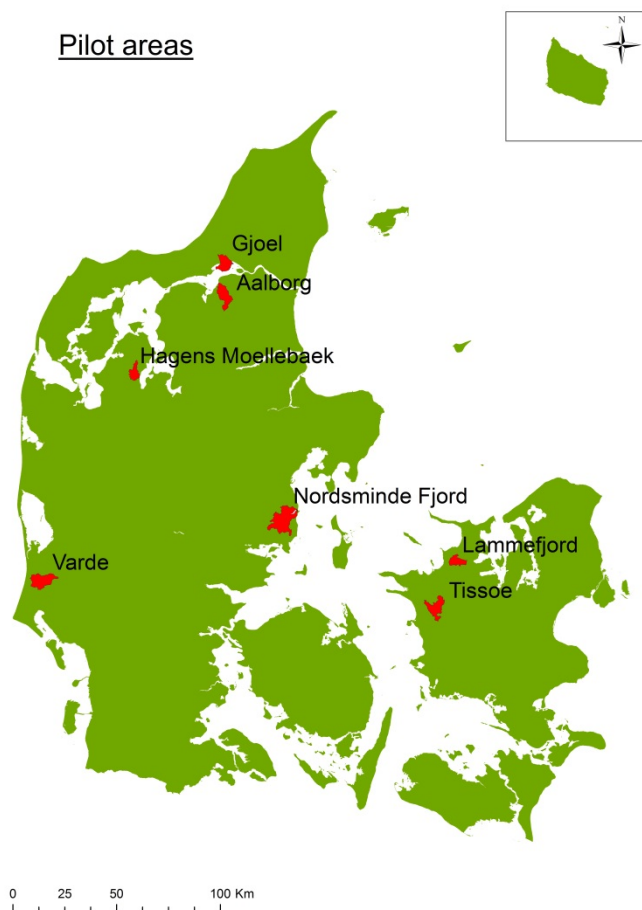 Pilot areas
N
Gjoel
Aalborg
Hagens Moellebaek
Nordsminde Fjord
Lammefjord
Varde
Tissoe
0 25 50 100 Km